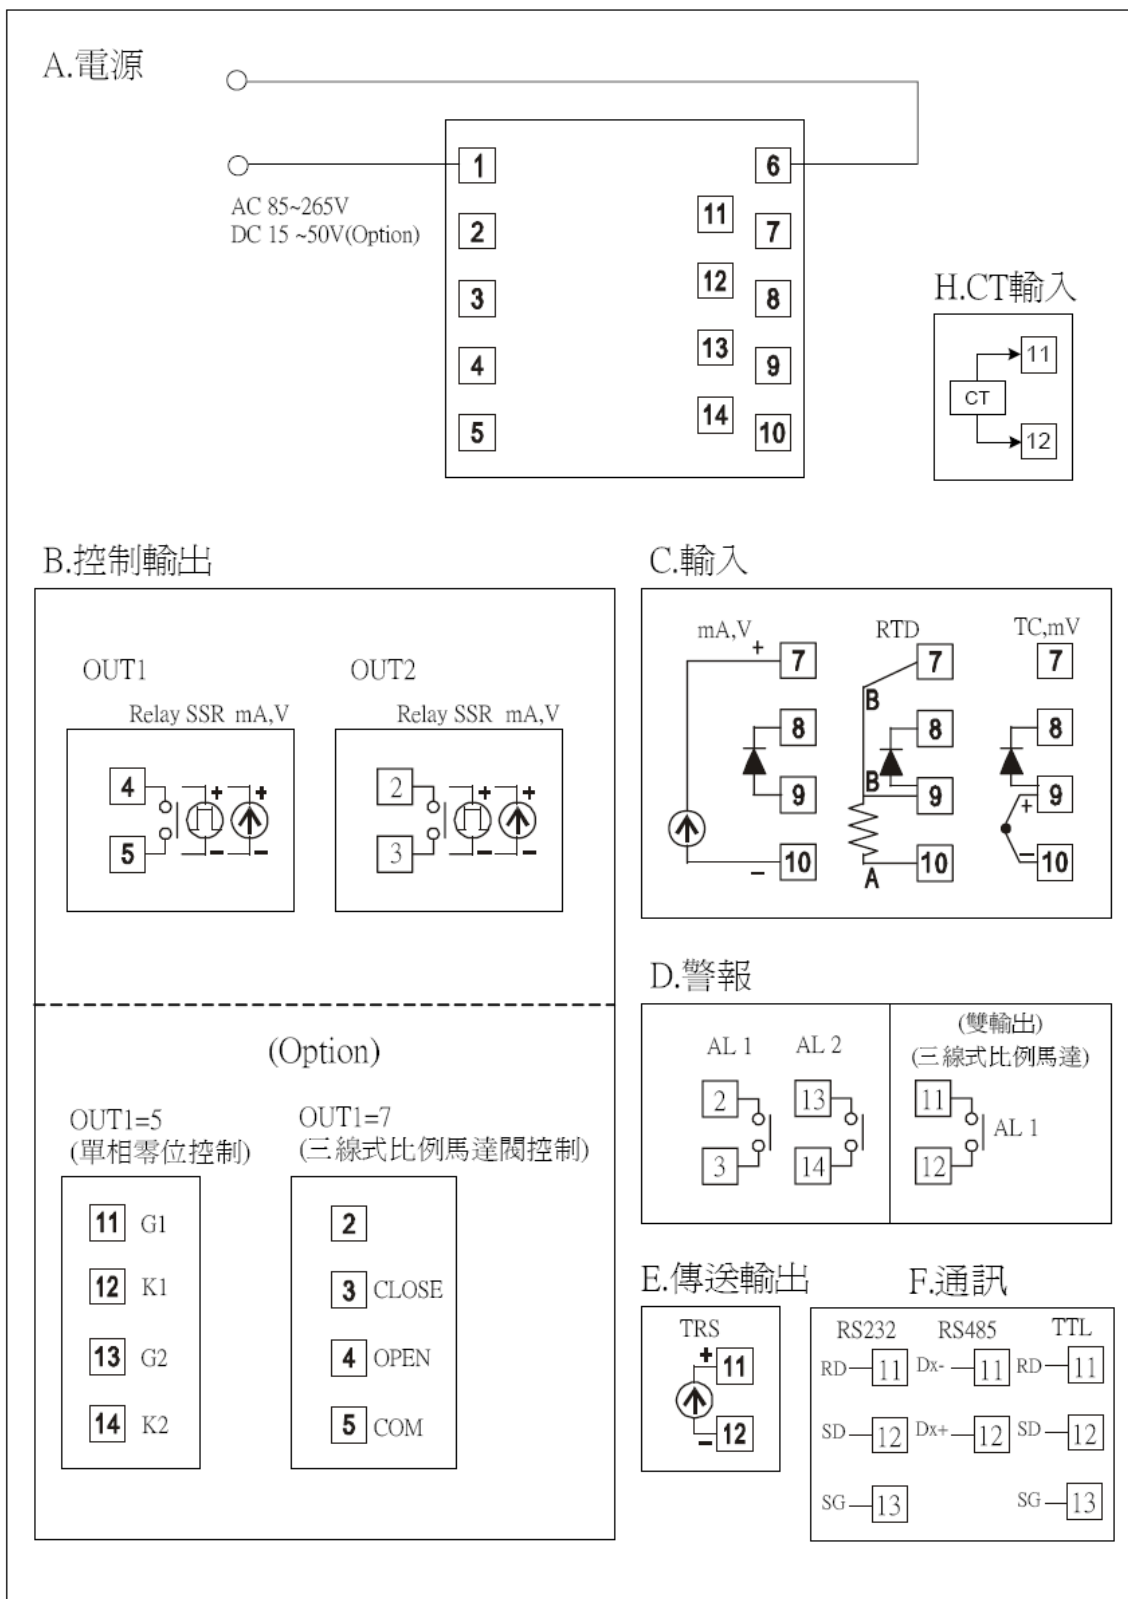 A.電源
1
6
AC 85~265V
DC 15 ~50V(Option)
11
2
7
12
3
8
13
4
9
14
5
10
H.CT輸入
11
CT
12
B.控制輸出
OUT1
Relay SSR mA,V
4
+
+
5
−
−
OUT2
Relay SSR mA,V
2
+
+
3
−
−
(Option)
OUT1=5
(單相零位控制)
11 G1
12 K1
13 G2
14 K2
OUT1=7
(三線式比例馬達閥控制)
2
3 CLOSE
4 OPEN
5 COM
C.輸入
mA,V
+
7
8
9
− 10
RTD
7
B
8
B
9
A
10
TC,mV
7
8
+ 9
− 10
D.警報
AL 1
2
3
AL 2
13
14
(雙輸出)
(三線式比例馬達)
11
AL 1
12
E.傳送輸出
TRS
+ 11
− 12
F.通訊
RS232
RD 11
SD 12
SG 13
RS485
Dx- 11
Dx+ 12
TTL
RD 11
SD 12
SG 13